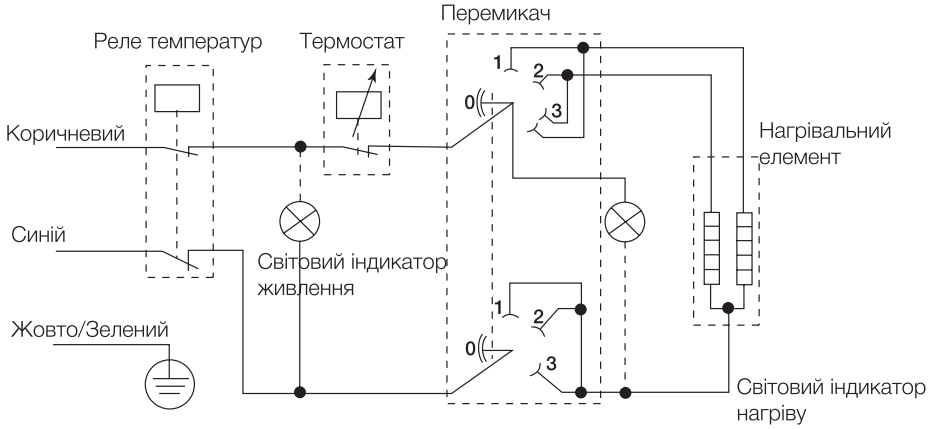 Перемикач
Реле температур
Термостат
1
2
0
3
Коричневий
Нагрівальний
елемент
Синій
Світовий індикатор
живлення
1
2
0
3
Жовто/Зелений
Світовий індикатор
нагріву